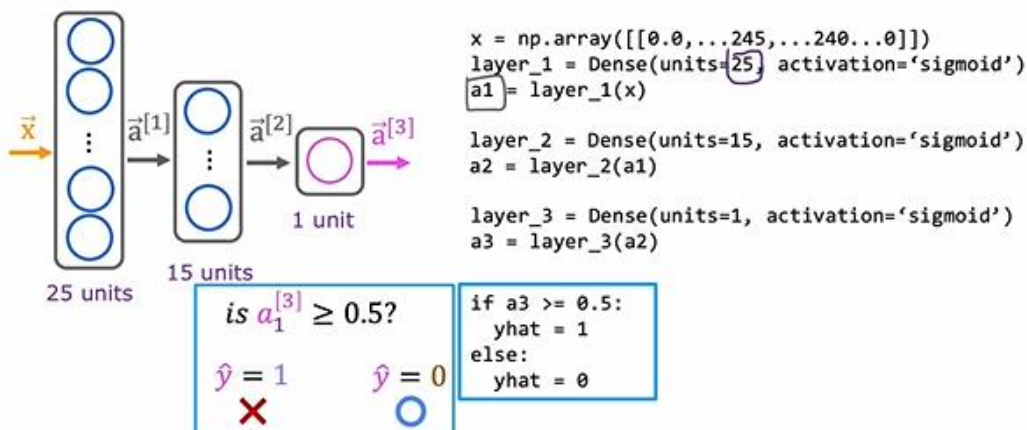 x⃗
a⃗^[1]
a⃗^[2]
a⃗^[3]
25 units
15 units
1 unit
x = np.array([[0.0,...245,...240...0]])
layer_1 = Dense(units=25, activation=‘sigmoid’)
a1 = layer_1(x)
layer_2 = Dense(units=15, activation=‘sigmoid’)
a2 = layer_2(a1)
layer_3 = Dense(units=1, activation=‘sigmoid’)
a3 = layer_3(a2)
is a₁^[3] ≥ 0.5?
ŷ = 1 ŷ = 0
if a3 >= 0.5:
yhat = 1
else:
yhat = 0